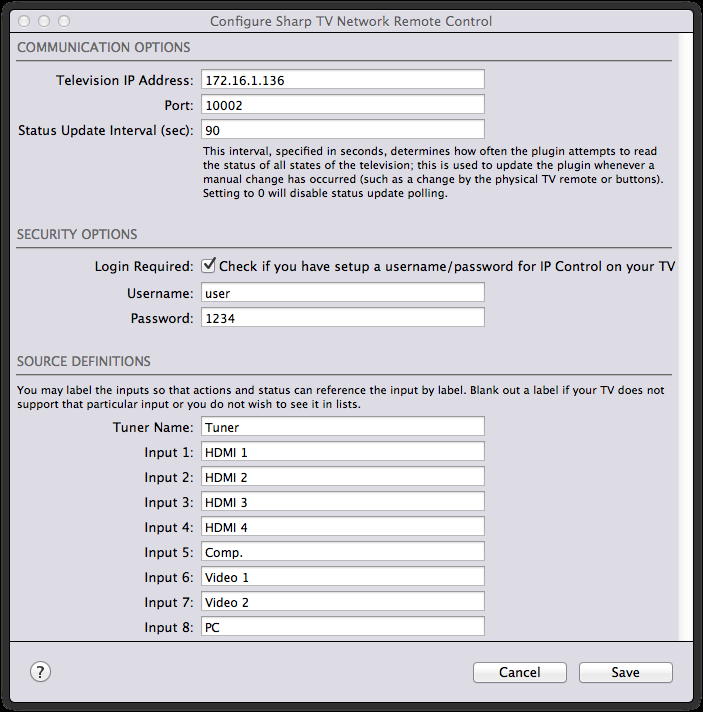 Configure Sharp TV Network Remote Control
COMMUNICATION OPTIONS
Television IP Address: 172.16.1.136
Port: 10002
Status Update Interval (sec): 90
This interval, specified in seconds, determines how often the plugin attempts to read
the status of all states of the television; this is used to update the plugin whenever a
manual change has occurred (such as a change by the physical TV remote or buttons).
Setting to 0 will disable status update polling.
SECURITY OPTIONS
Login Required: Check if you have setup a username/password for IP Control on your TV
Username: user
Password: 1234
SOURCE DEFINITIONS
You may label the inputs so that actions and status can reference the input by label. Blank out a label if your TV does not
support that particular input or you do not wish to see it in lists.
Tuner Name: Tuner
Input 1: HDMI 1
Input 2: HDMI 2
Input 3: HDMI 3
Input 4: HDMI 4
Input 5: Comp.
Input 6: Video 1
Input 7: Video 2
Input 8: PC
? Cancel Save